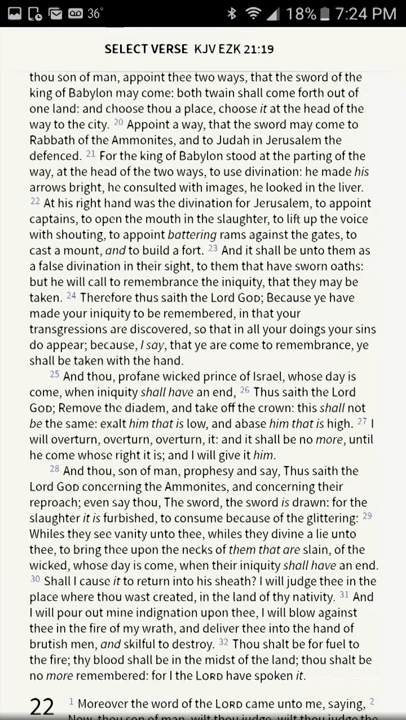 36° 18% 7:24 PM
SELECT VERSE KJV EZK 21:19
thou son of man, appoint thee two ways, that the sword of the
king of Babylon may come: both twain shall come forth out of
one land: and choose thou a place, choose it at the head of the
way to the city. 20 Appoint a way, that the sword may come to
Rabbath of the Ammonites, and to Judah in Jerusalem the
defenced. 21 For the king of Babylon stood at the parting of the
way, at the head of the two ways, to use divination: he made his
arrows bright, he consulted with images, he looked in the liver.
22 At his right hand was the divination for Jerusalem, to appoint
captains, to open the mouth in the slaughter, to lift up the voice
with shouting, to appoint battering rams against the gates, to
cast a mount, and to build a fort. 23 And it shall be unto them as
a false divination in their sight, to them that have sworn oaths:
but he will call to remembrance the iniquity, that they may be
taken. 24 Therefore thus saith the Lord GOD; Because ye have
made your iniquity to be remembered, in that your
transgressions are discovered, so that in all your doings your sins
do appear; because, I say, that ye are come to remembrance, ye
shall be taken with the hand.
25 And thou, profane wicked prince of Israel, whose day is
come, when iniquity shall have an end, 26 Thus saith the Lord
GOD; Remove the diadem, and take off the crown: this shall not
be the same: exalt him that is low, and abase him that is high. 27 I
will overturn, overturn, overturn, it: and it shall be no more, until
he come whose right it is; and I will give it him.
28 And thou, son of man, prophesy and say, Thus saith the
Lord GOD concerning the Ammonites, and concerning their
reproach; even say thou, The sword, the sword is drawn: for the
slaughter it is furbished, to consume because of the glittering: 29
Whiles they see vanity unto thee, whiles they divine a lie unto
thee, to bring thee upon the necks of them that are slain, of the
wicked, whose day is come, when their iniquity shall have an end.
30 Shall I cause it to return into his sheath? I will judge thee in the
place where thou wast created, in the land of thy nativity. 31 And
I will pour out mine indignation upon thee, I will blow against
thee in the fire of my wrath, and deliver thee into the hand of
brutish men, and skilful to destroy. 32 Thou shalt be for fuel to
the fire; thy blood shall be in the midst of the land; thou shalt be
no more remembered: for I the LORD have spoken it.
22 1 Moreover the word of the LORD came unto me, saying, 2
Now, thou son of man, wilt thou judge, wilt thou judge the